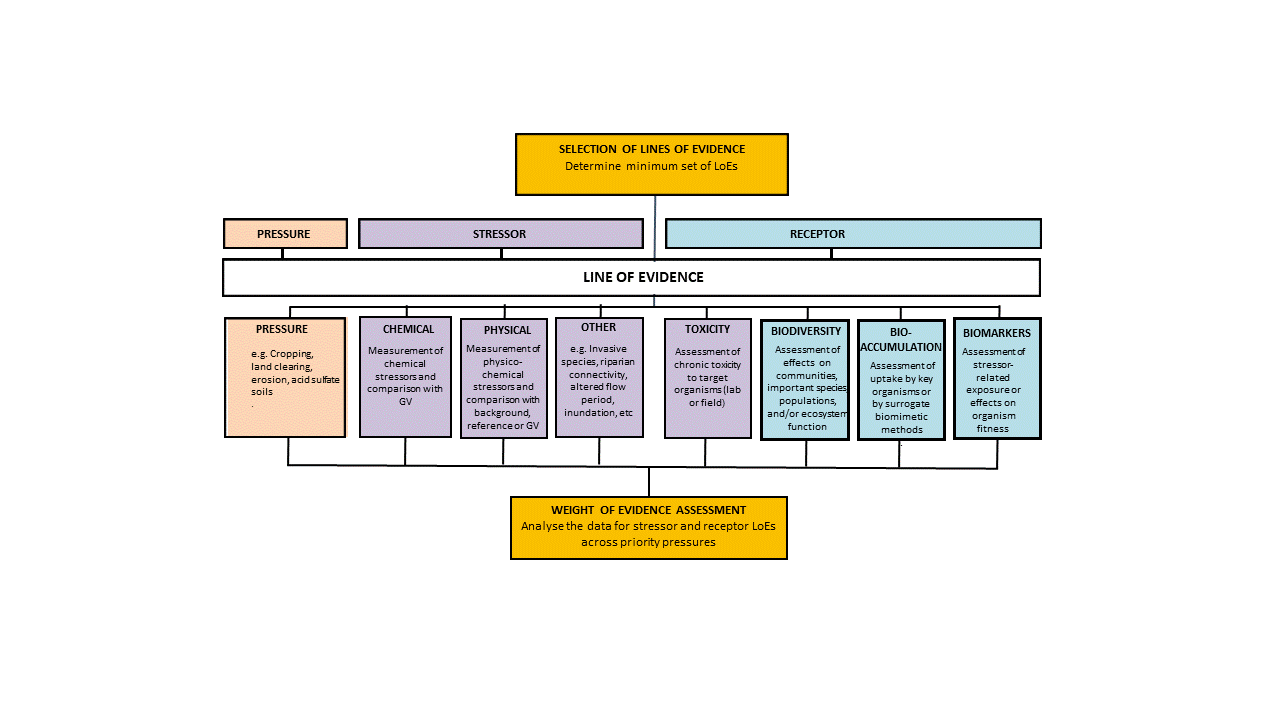 SELECTION OF LINES OF EVIDENCE
Determine minimum set of LoEs
PRESSURE
STRESSOR
RECEPTOR
LINE OF EVIDENCE
PRESSURE
e.g. Cropping,
land clearing,
erosion, acid sulfate
soils
.
CHEMICAL
Measurement of
chemical
stressors and
comparison with
GV
PHYSICAL
Measurement of
physico-
chemical
stressors and
comparison with
background,
reference or GV
OTHER
e.g. Invasive
species, riparian
connectivity,
altered flow
period,
inundation, etc
TOXICITY
Assessment of
chronic toxicity
to target
organisms (lab
or field)
BIODIVERSITY
Assessment of
effects on
communities,
important species,
populations,
and/or ecosystem
function
BIO-
ACCUMULATION
Assessment of
uptake by key
organisms or
by surrogate
biomimetic
methods
.
BIOMARKERS
Assessment of
stressor-
related
exposure or
effects on
organism
fitness
WEIGHT OF EVIDENCE ASSESSMENT
Analyse the data for stressor and receptor LoEs
across priority pressures